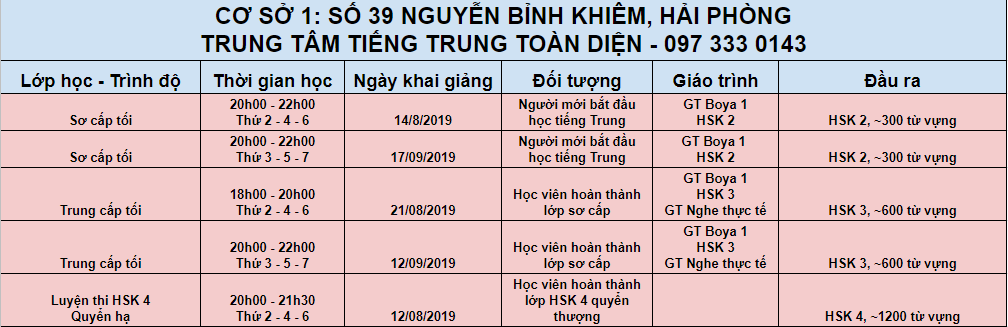 CƠ SỞ 1: SỐ 39 NGUYỄN BỈNH KHIÊM, HẢI PHÒNG
TRUNG TÂM TIẾNG TRUNG TOÀN DIỆN - 097 333 0143
Lớp học - Trình độ	Thời gian học	Ngày khai giảng	Đối tượng	Giáo trình	Đầu ra
Sơ cấp tối
20h00 - 22h00
Thứ 2 - 4 - 6
14/8/2019
Người mới bắt đầu
học tiếng Trung
GT Boya 1
HSK 2
HSK 2, ~300 từ vựng
Sơ cấp tối
20h00 - 22h00
Thứ 3 - 5 - 7
17/09/2019
Người mới bắt đầu
học tiếng Trung
GT Boya 1
HSK 2
HSK 2, ~300 từ vựng
Trung cấp tối
18h00 - 20h00
Thứ 2 - 4 - 6
21/08/2019
Học viên hoàn thành
lớp sơ cấp
GT Boya 1
HSK 3
GT Nghe thực tế
HSK 3, ~600 từ vựng
Trung cấp tối
20h00 - 22h00
Thứ 3 - 5 - 7
12/09/2019
Học viên hoàn thành
lớp sơ cấp
GT Boya 1
HSK 3
GT Nghe thực tế
HSK 3, ~600 từ vựng
Luyện thi HSK 4
Quyển hạ
20h00 - 21h30
Thứ 2 - 4 - 6
12/08/2019
Học viên hoàn thành
lớp HSK 4 quyển
thượng
HSK 4, ~1200 từ vựng